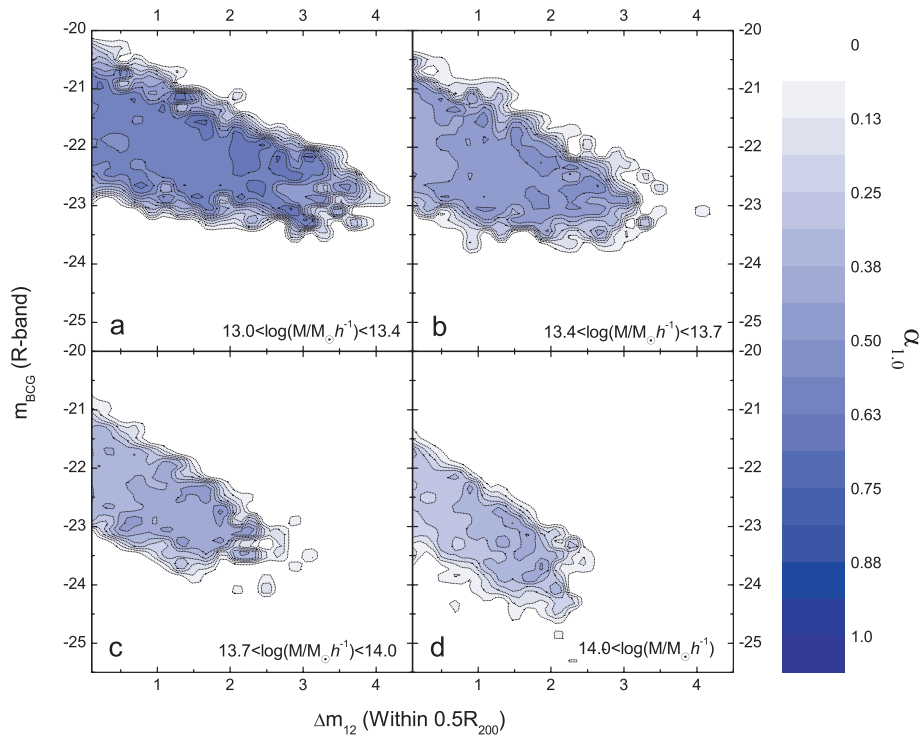 1 2 3 4 1 2 3 4
-20 -20
-21 -21
-22 -22
-23 -23
-24 -24
-25 -25
a 13.0<log(M/M☉h⁻¹)<13.4
b 13.4<log(M/M☉h⁻¹)<13.7
-20 -20
-21 -21
-22 -22
-23 -23
-24 -24
-25 -25
c 13.7<log(M/M☉h⁻¹)<14.0
d 14.0<log(M/M☉h⁻¹)
1 2 3 4 1 2 3 4
m_BCG (R-band)
Δm₁₂ (Within 0.5R₂₀₀)
0
0.13
0.25
0.38
0.50
0.63
0.75
0.88
1.0
α₁.₀